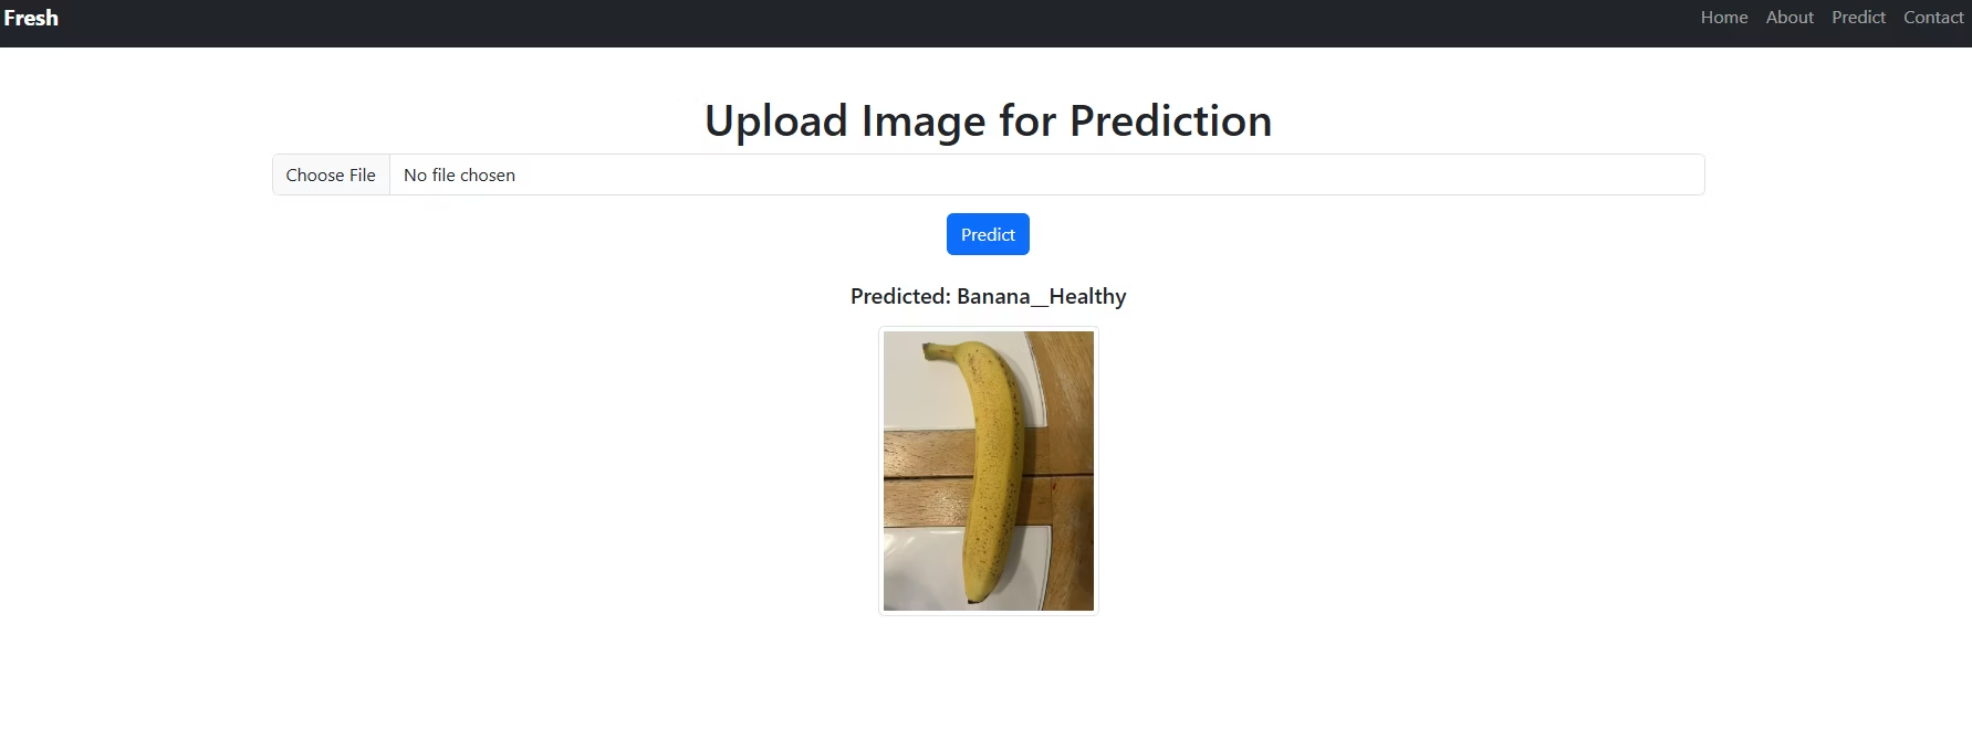 Fresh
Home About Predict Contact
Upload Image for Prediction
Choose File No file chosen
Predict
Predicted: Banana__Healthy